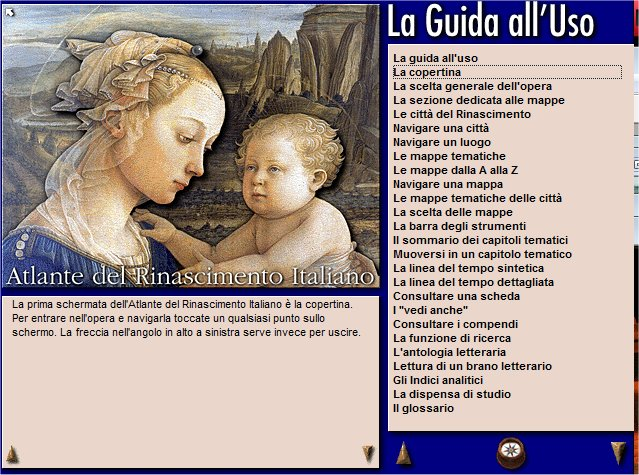 La Guida all'Uso
Atlante del Rinascimento Italiano
La prima schermata dell'Atlante del Rinascimento Italiano è la copertina.
Per entrare nell'opera e navigarla toccate un qualsiasi punto sullo
schermo. La freccia nell'angolo in alto a sinistra serve invece per uscire.
La guida all'uso
La copertina
La scelta generale dell'opera
La sezione dedicata alle mappe
Le città del Rinascimento
Navigare una città
Navigare un luogo
Le mappe tematiche
Le mappe dalla A alla Z
Navigare una mappa
Le mappe tematiche delle città
La scelta delle mappe
La barra degli strumenti
Il sommario dei capitoli tematici
Muoversi in un capitolo tematico
La linea del tempo sintetica
La linea del tempo dettagliata
Consultare una scheda
I "vedi anche"
Consultare i compendi
La funzione di ricerca
L'antologia letteraria
Lettura di un brano letterario
Gli Indici analitici
La dispensa di studio
Il glossario